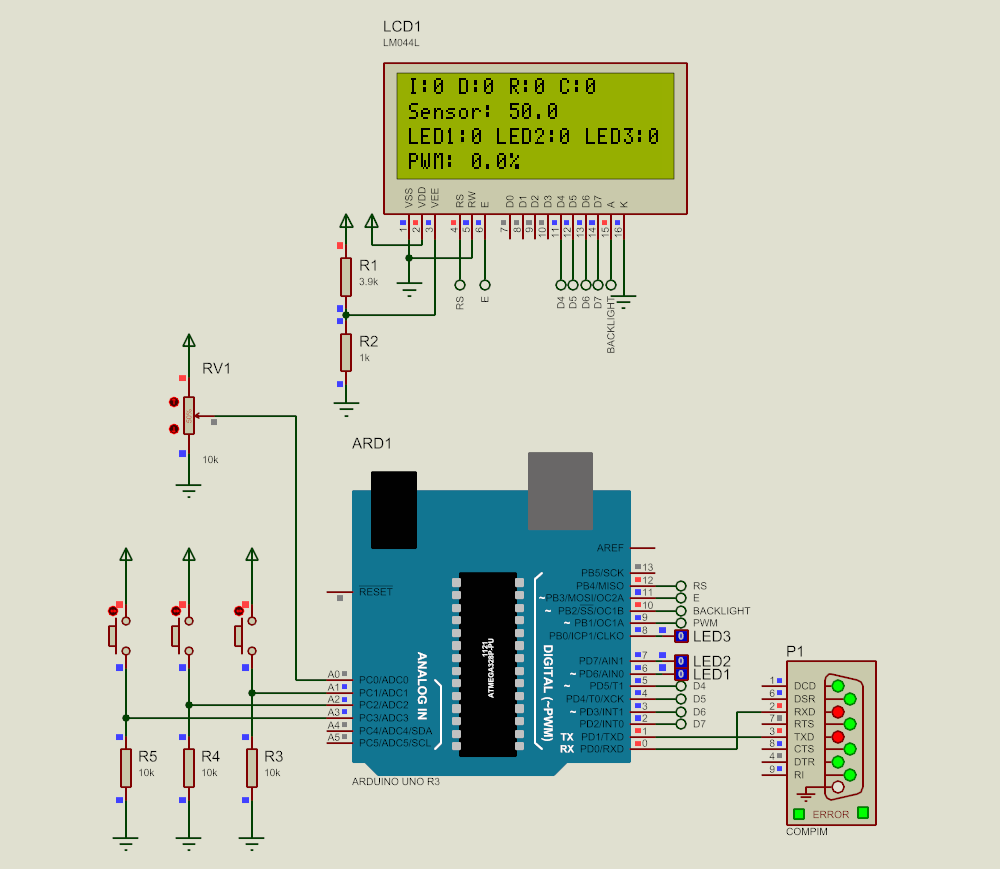 LCD1
LM044L
I:0 D:0 R:0 C:0
Sensor: 50.0
LED1:0 LED2:0 LED3:0
PWM: 0.0%
VSS
VDD
VEE
RS
RW
E
D0
D1
D2
D3
D4
D5
D6
D7
A
K
1
2
3
4
5
6
7
8
9
10
11
12
13
14
15
16
RS
E
D4
D5
D6
D7
BACKLIGHT
R1
3.9k
R2
1k
RV1
50%
10k
ARD1
AREF
RESET
PB5/SCK 13
PB4/MISO 12 RS
~PB3/MOSI/OC2A 11 E
~ PB2/SS/OC1B 10 BACKLIGHT
~ PB1/OC1A 9 PWM
PB0/ICP1/CLKO 8 0 LED3
PD7/AIN1 7 0 LED2
~ PD6/AIN0 6 0 LED1
~ PD5/T1 5 D4
PD4/T0/XCK 4 D5
~PD3/INT1 3 D6
PD2/INT0 2 D7
TX PD1/TXD 1
RX PD0/RXD 0
A0 PC0/ADC0
A1 PC1/ADC1
A2 PC2/ADC2
A3 PC3/ADC3
A4 PC4/ADC4/SDA
A5 PC5/ADC5/SCL
ANALOG IN
ATMEGA328P-PU
1121
DIGITAL (~PWM)
ARDUINO UNO R3
R5
10k
R4
10k
R3
10k
P1
1 DCD
6 DSR
2 RXD
7 RTS
3 TXD
8 CTS
4 DTR
9 RI
ERROR
COMPIM